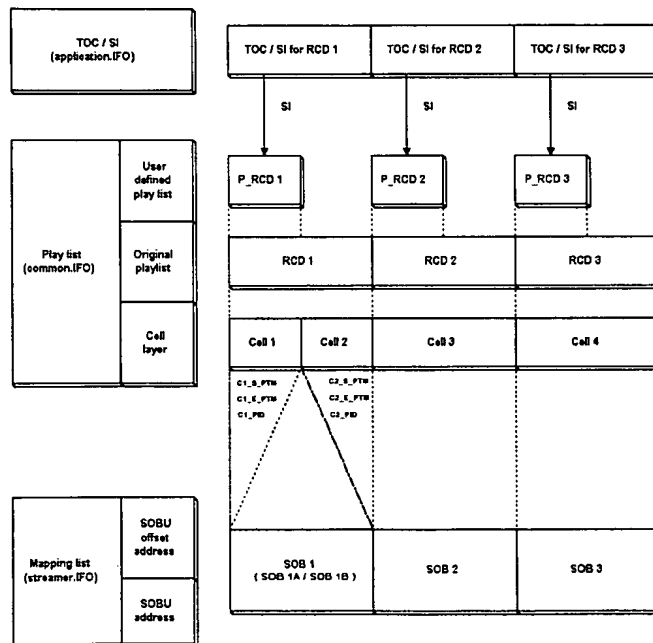 TOC / SI
(application.IFO)
TOC / SI for RCD 1
TOC / SI for RCD 2
TOC / SI for RCD 3
SI
SI
SI
Play list
(common.IFO)
User
defined
play list
Original
playlist
Cell
layer
P_RCD 1
P_RCD 2
P_RCD 3
RCD 1
RCD 2
RCD 3
Cell 1
Cell 2
Cell 3
Cell 4
C1_S_PTM
C1_E_PTM
C1_PID
C2_S_PTM
C2_E_PTM
C2_PID
Mapping list
(streamer.IFO)
SOBU
offset
address
SOBU
address
SOB 1
( SOB 1A / SOB 1B )
SOB 2
SOB 3